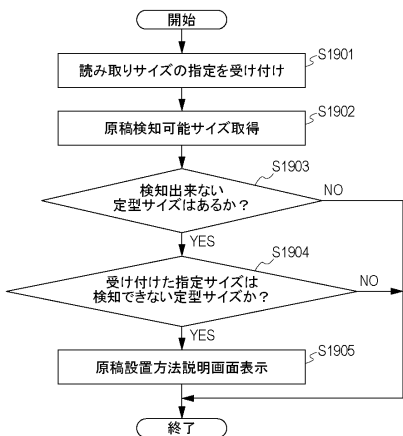 開始
読み取りサイズの指定を受け付け
S1901
原稿検知可能サイズ取得
S1902
S1903
検知出来ない
定型サイズはあるか?
NO
YES
S1904
受け付けた指定サイズは
検知できない定型サイズか?
NO
YES
原稿設置方法説明画面表示
S1905
終了